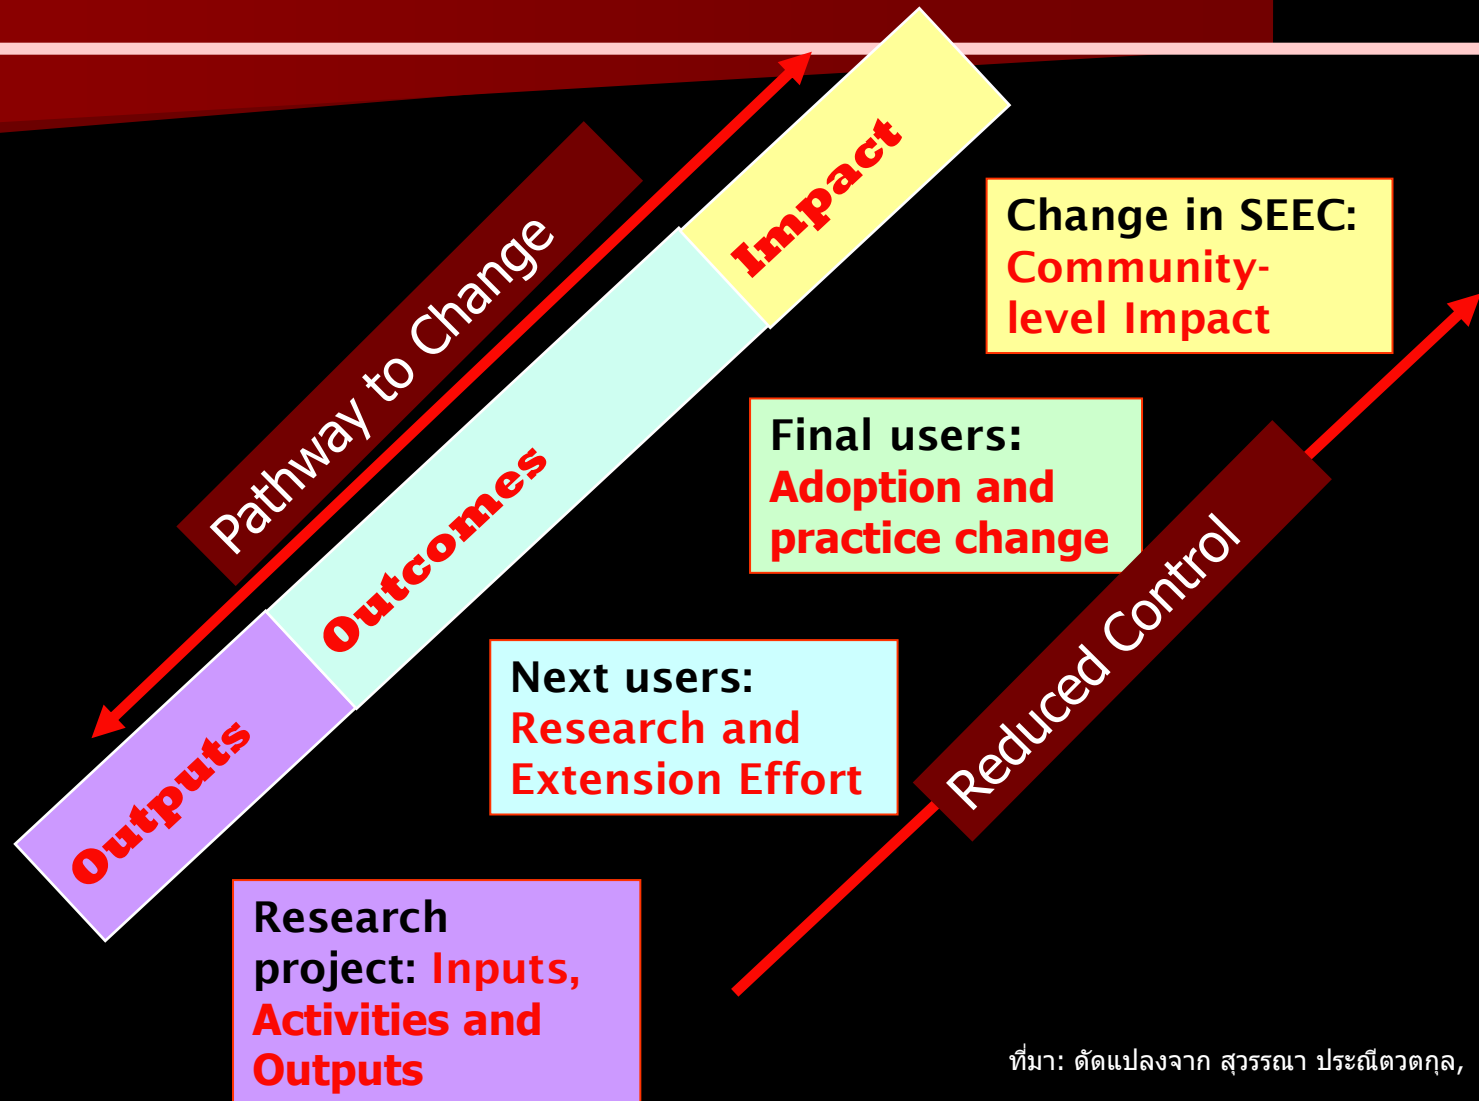 Impact
Pathway to Change
Outcomes
Outputs
Change in SEEC:
Community-
level Impact
Final users:
Adoption and
practice change
Next users:
Research and
Extension Effort
Reduced Control
Research
project: Inputs,
Activities and
Outputs
ที่มา: ดัดแปลงจาก สุวรรณา ประณีตวตกุล,